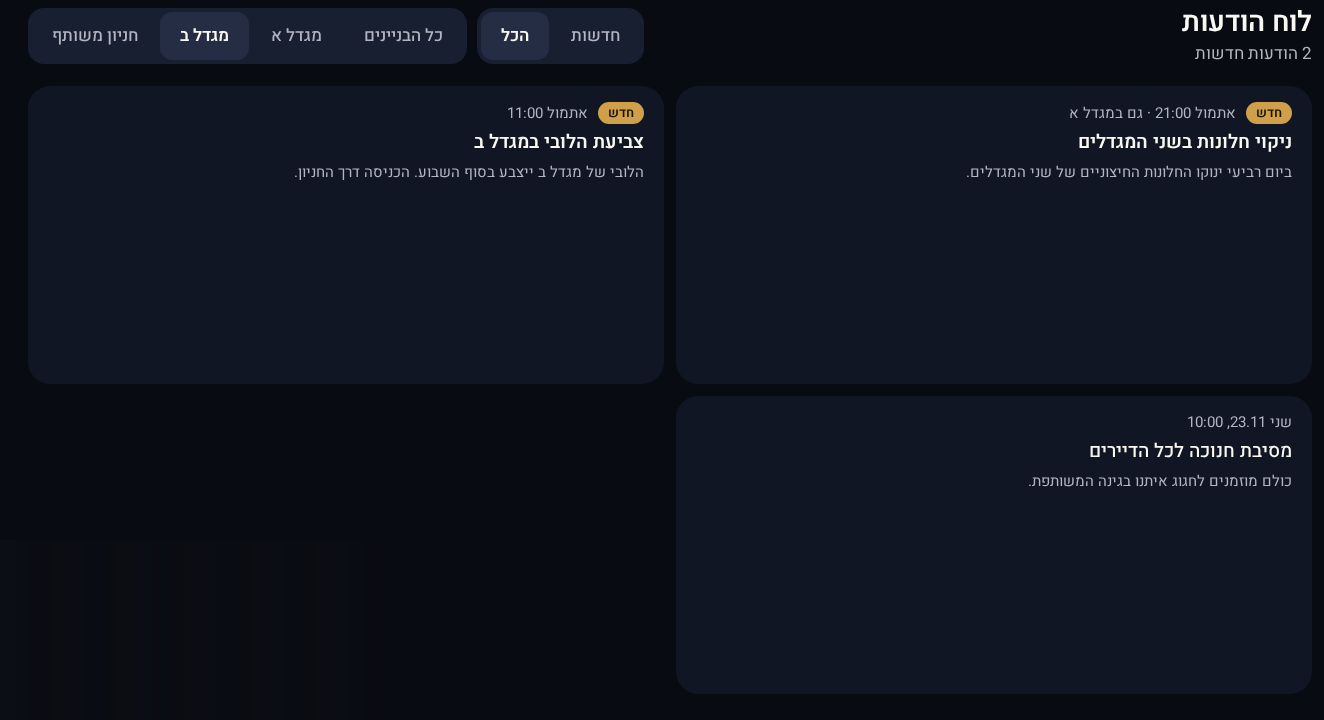 לוח הודעות
2 הודעות חדשות
חדשות
הכל
כל הבניינים
מגדל א
מגדל ב
חניון משותף
חדש
אתמול 21:00 · גם במגדל א
ניקוי חלונות בשני המגדלים
ביום רביעי ינוקו החלונות החיצוניים של שני המגדלים.
חדש
אתמול 11:00
צביעת הלובי במגדל ב
הלובי של מגדל ב ייצבע בסוף השבוע. הכניסה דרך החניון.
שני 23.11, 10:00
מסיבת חנוכה לכל הדיירים
כולם מוזמנים לחגוג איתנו בגינה המשותפת.